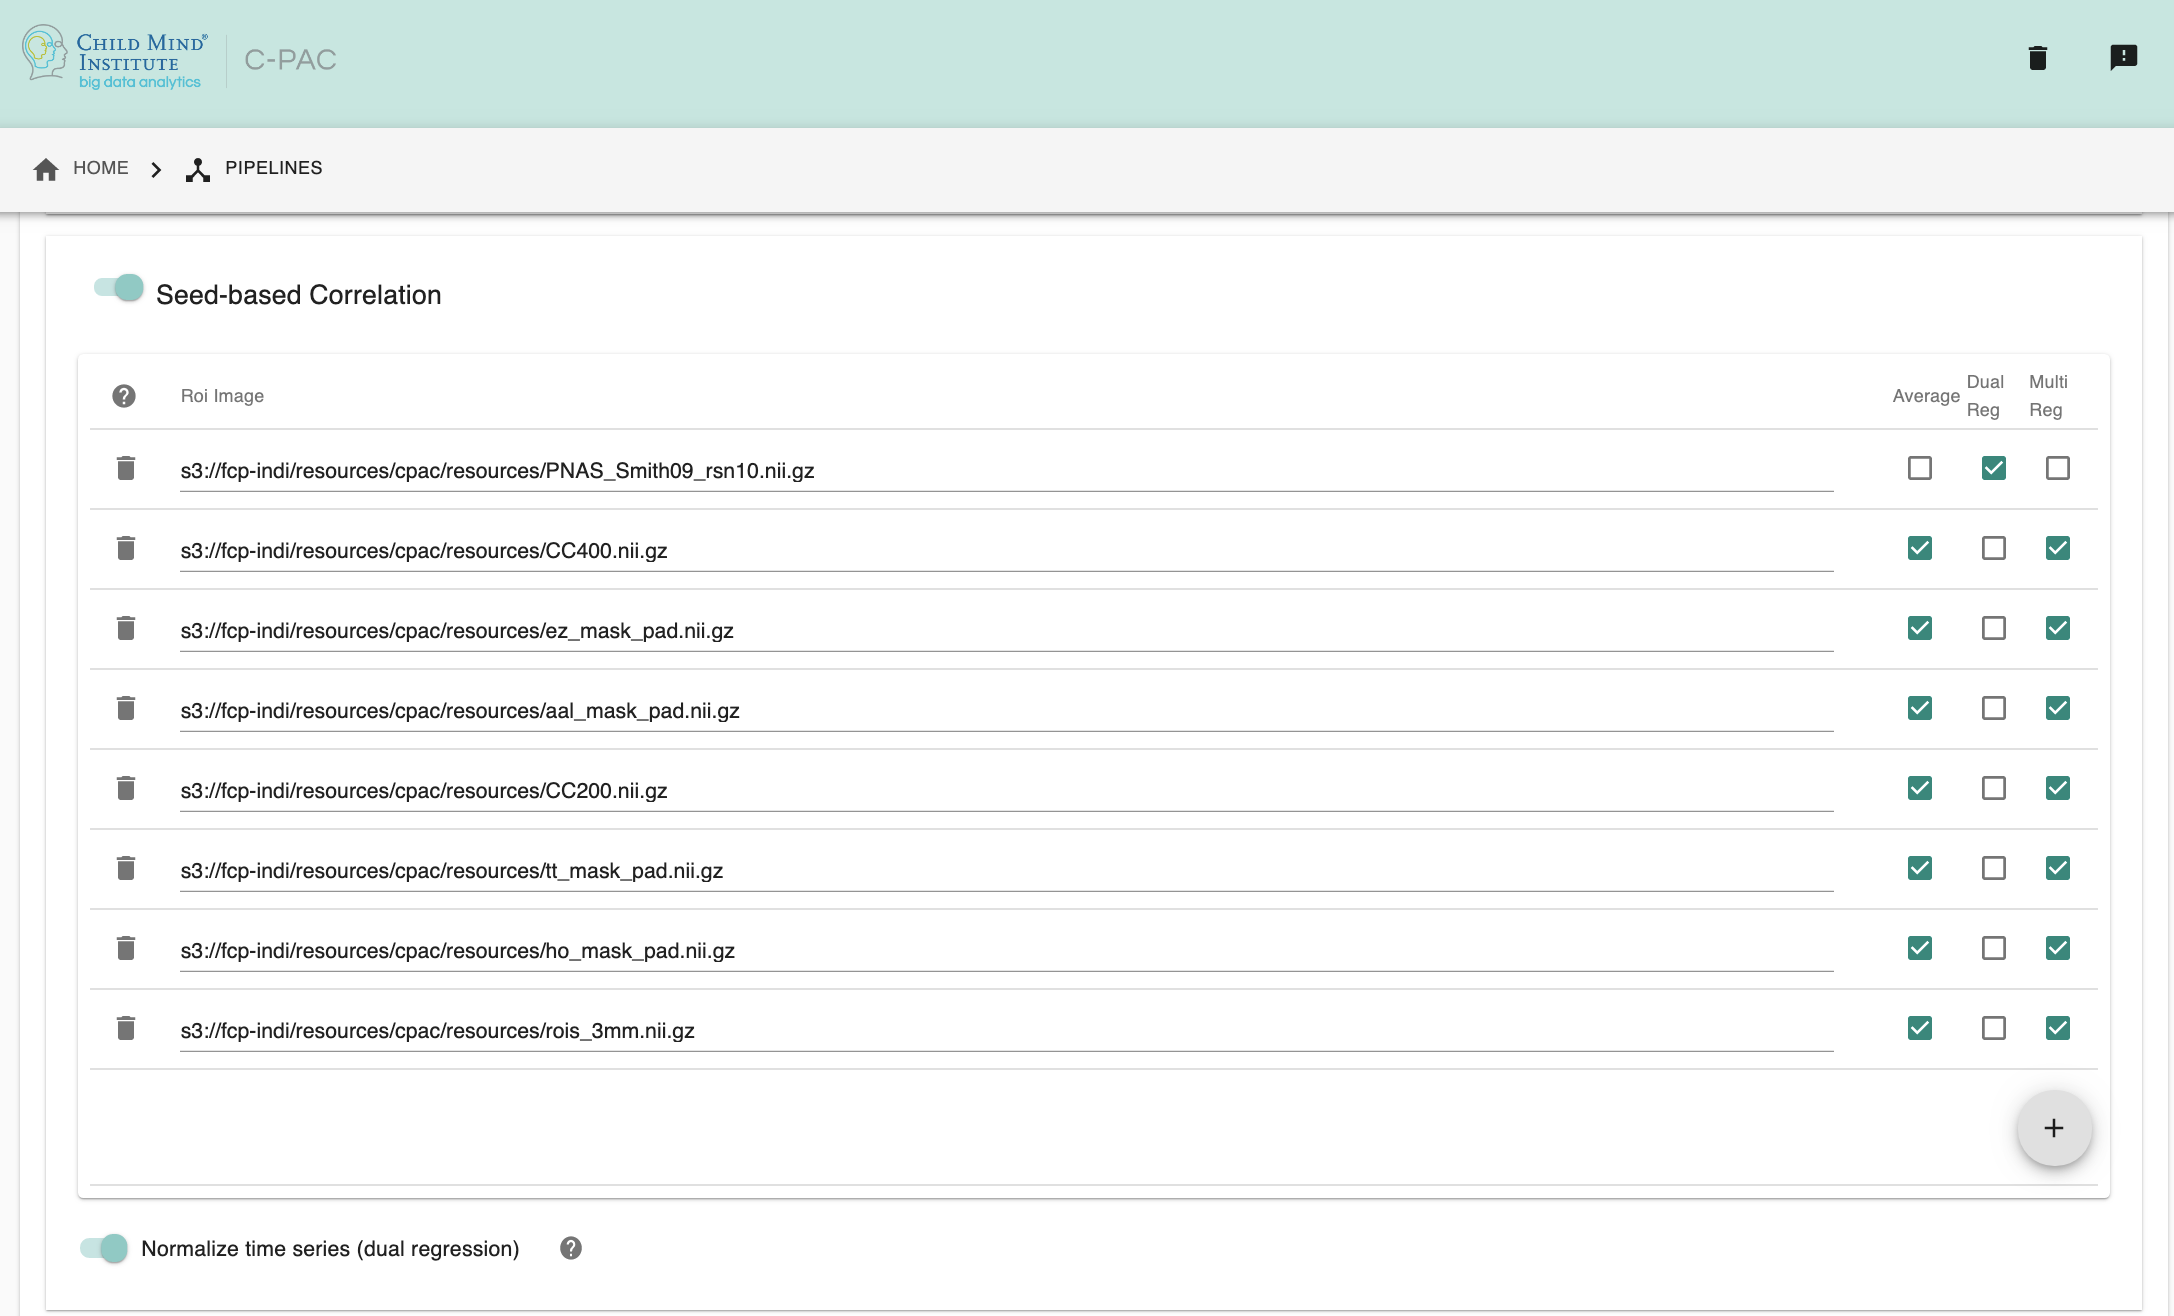 CHILD MIND®
INSTITUTE
big data analytics
C-PAC
HOME
PIPELINES
Seed-based Correlation
Roi Image
Average
Dual Reg
Multi Reg
s3://fcp-indi/resources/cpac/resources/PNAS_Smith09_rsn10.nii.gz
s3://fcp-indi/resources/cpac/resources/CC400.nii.gz
s3://fcp-indi/resources/cpac/resources/ez_mask_pad.nii.gz
s3://fcp-indi/resources/cpac/resources/aal_mask_pad.nii.gz
s3://fcp-indi/resources/cpac/resources/CC200.nii.gz
s3://fcp-indi/resources/cpac/resources/tt_mask_pad.nii.gz
s3://fcp-indi/resources/cpac/resources/ho_mask_pad.nii.gz
s3://fcp-indi/resources/cpac/resources/rois_3mm.nii.gz
Normalize time series (dual regression)